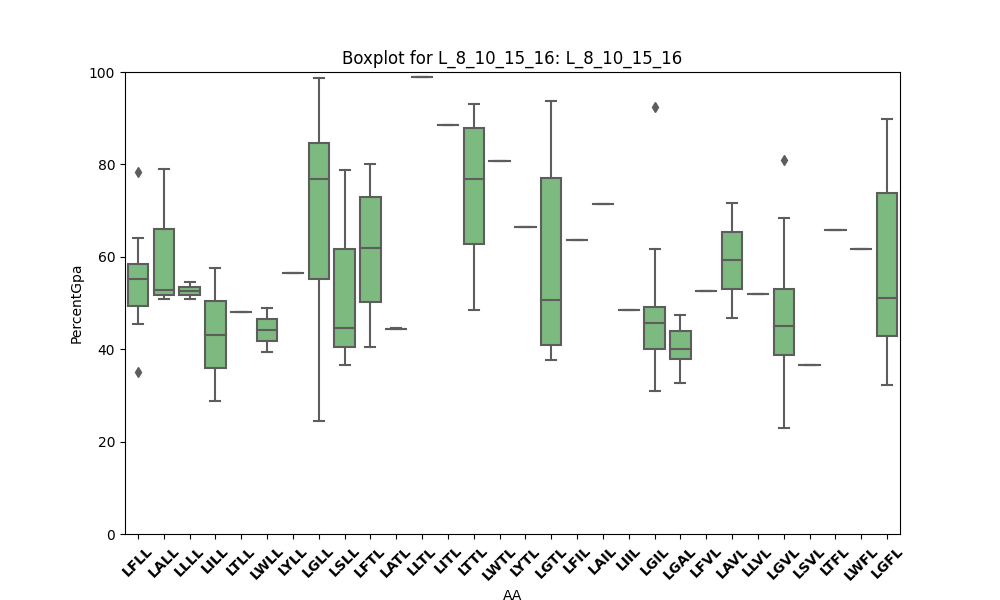 Boxplot for L_8_10_15_16: L_8_10_15_16
100
80
60
40
20
0
PercentGpa
LFLL LALL LLLL LILL LTLL LWLL LYLL LGLL LSLL LFTL LATL LLTL LITL LTTL LWTL LYTL LGTL LFIL LAIL LIIL LGIL LGAL LFVL LAVL LLVL LGVL LSVL LTFL LWFL LGFL
AA